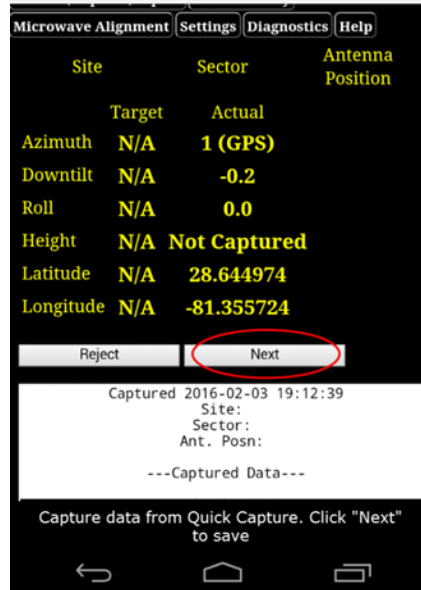 Microwave Alignment Settings Diagnostics Help
Site Sector Antenna Position
Target Actual
Azimuth N/A 1 (GPS)
Downtilt N/A -0.2
Roll N/A 0.0
Height N/A Not Captured
Latitude N/A 28.644974
Longitude N/A -81.355724
Reject Next
Captured 2016-02-03 19:12:39
Site:
Sector:
Ant. Posn:
---Captured Data---
Capture data from Quick Capture. Click "Next"
to save